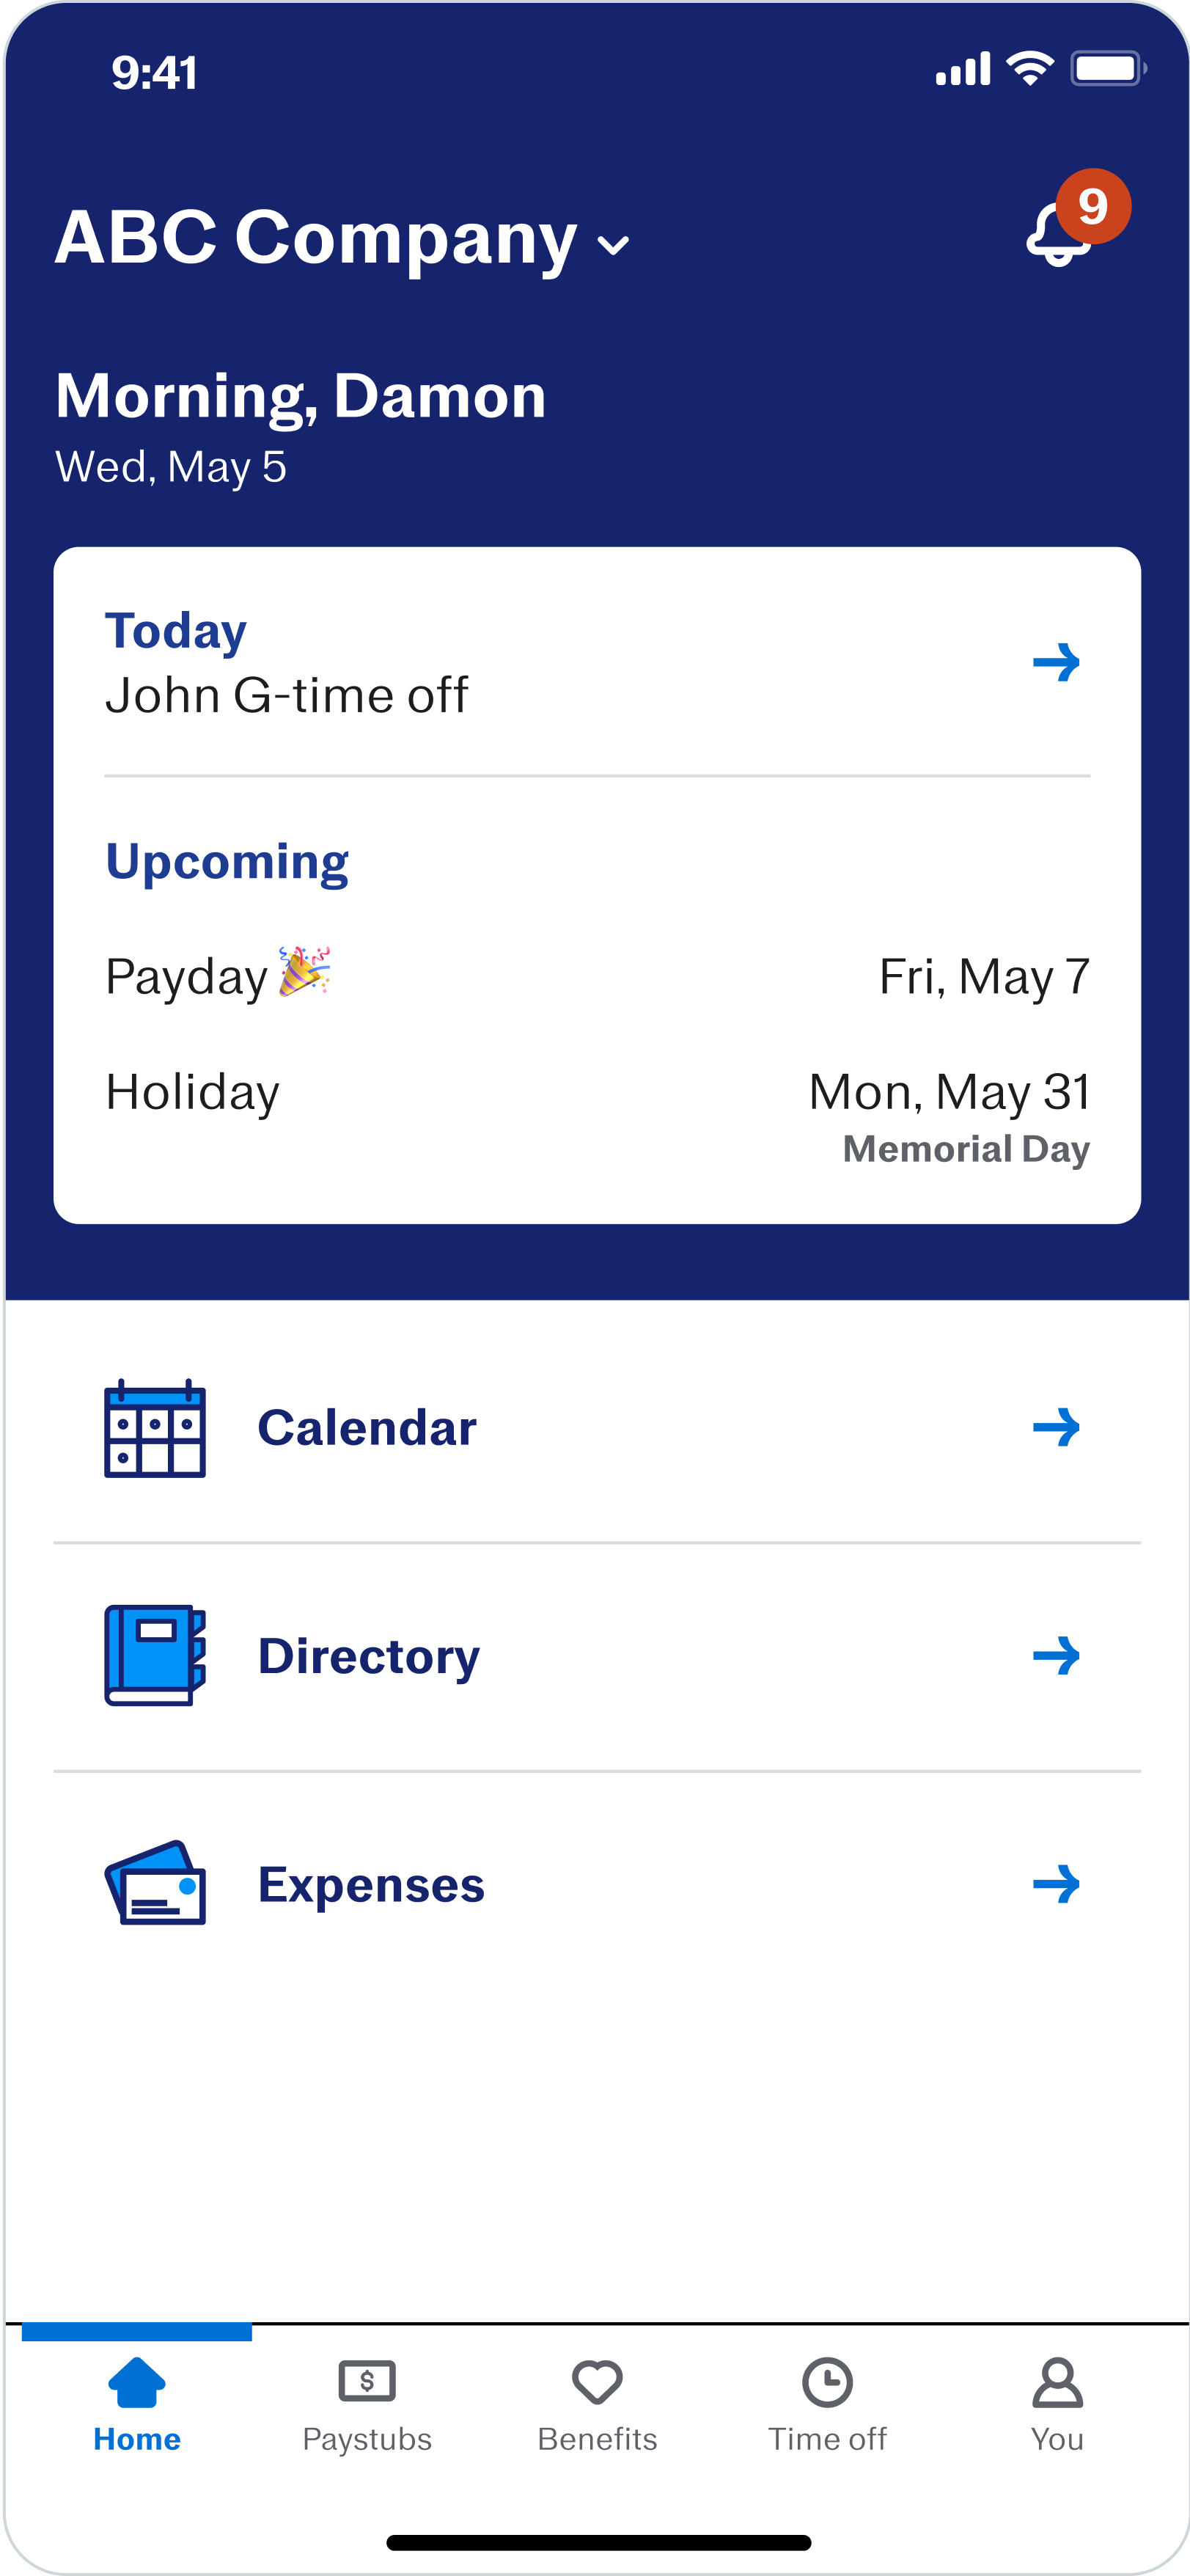 9:41
ABC Company
9
Morning, Damon
Wed, May 5
Today
John G-time off
Upcoming
Payday 🎉 Fri, May 7
Holiday Mon, May 31
Memorial Day
Calendar
Directory
Expenses
$
Home Paystubs Benefits Time off You